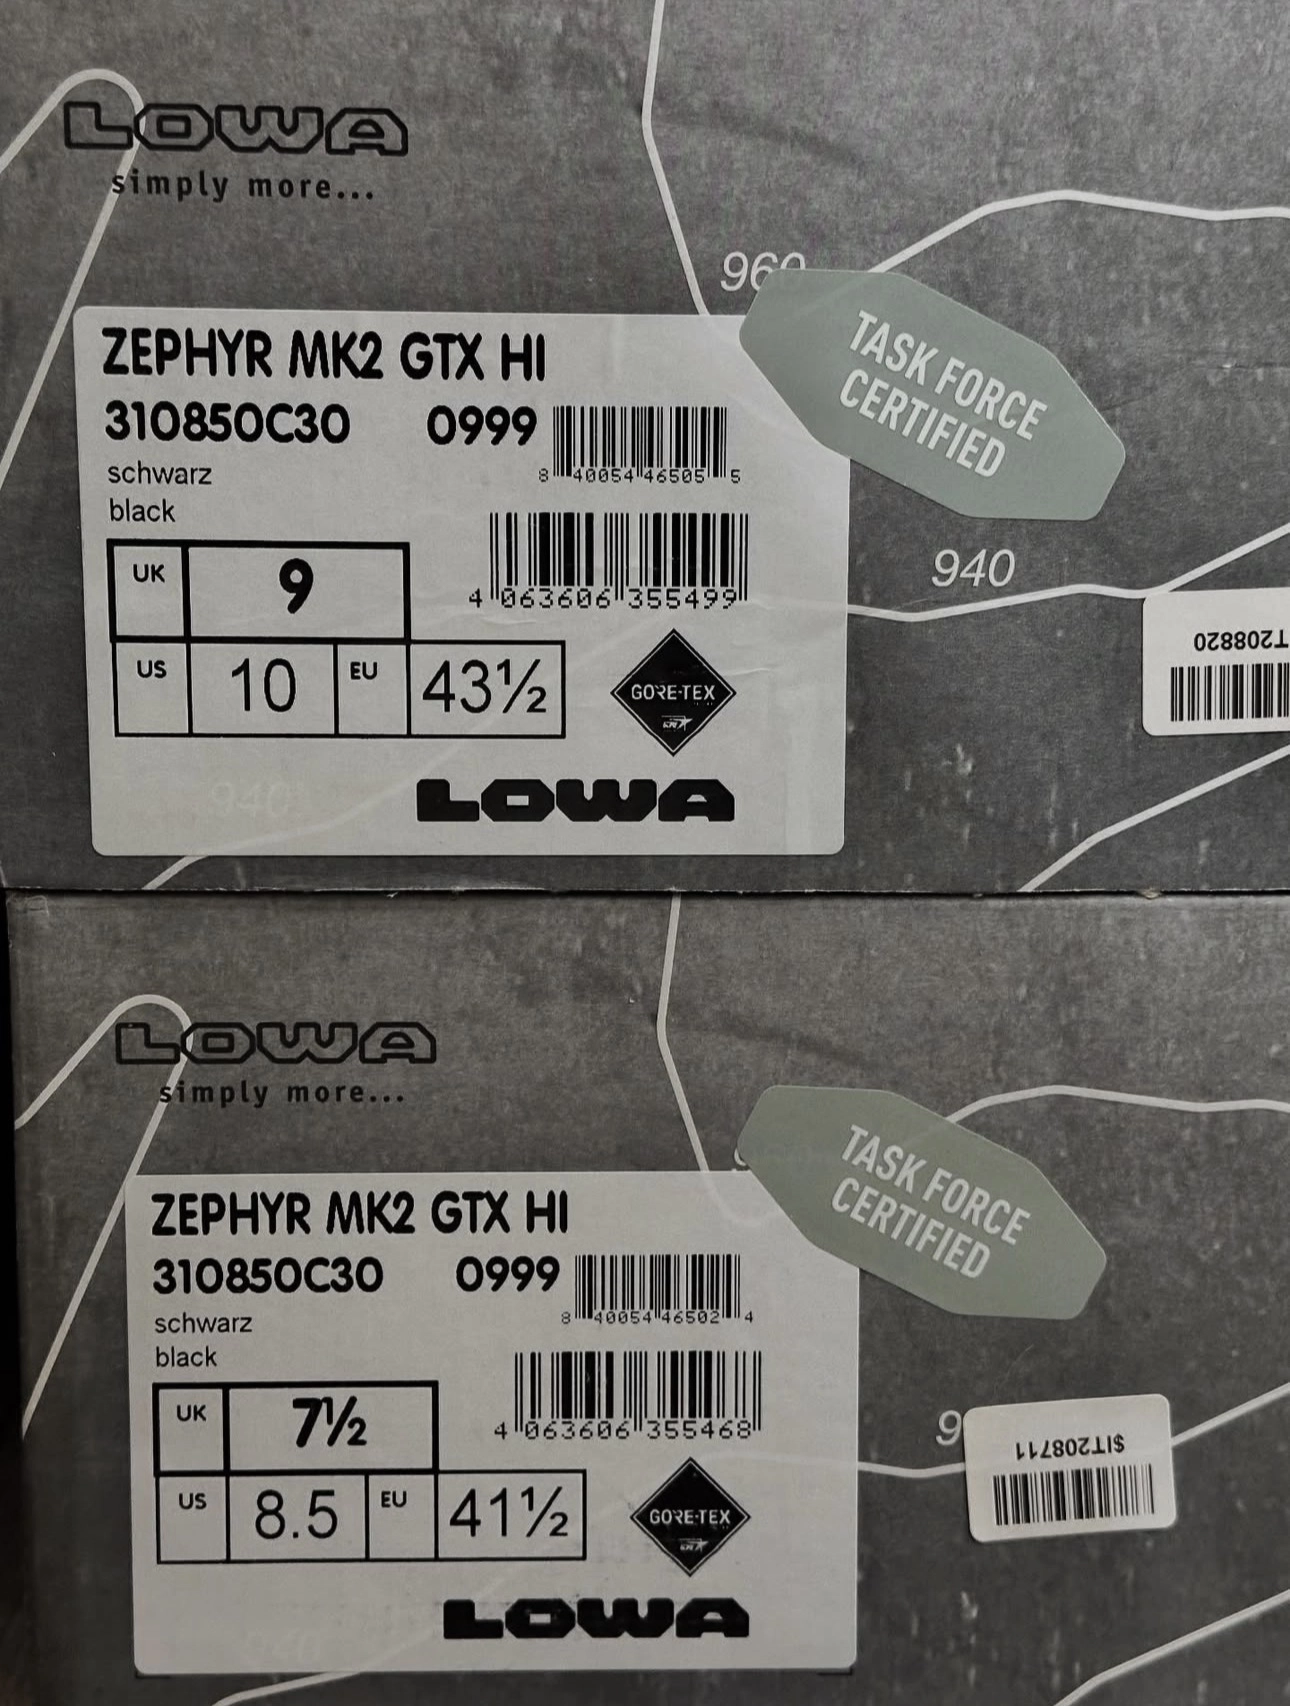 LOWA
simply more...
960
TASK FORCE
CERTIFIED
ZEPHYR MK2 GTX HI
310850C30 0999
8 40054 46505 5
schwarz
black
4 063606 355499
UK 9
US 10 EU 43½
GORE-TEX
LOWA
940
940
T208820
LOWA
simply more...
TASK FORCE
CERTIFIED
ZEPHYR MK2 GTX HI
310850C30 0999
8 40054 46502 4
schwarz
black
4 063606 355468
UK 7½
US 8.5 EU 41½
GORE-TEX
LOWA
9
$IT208711